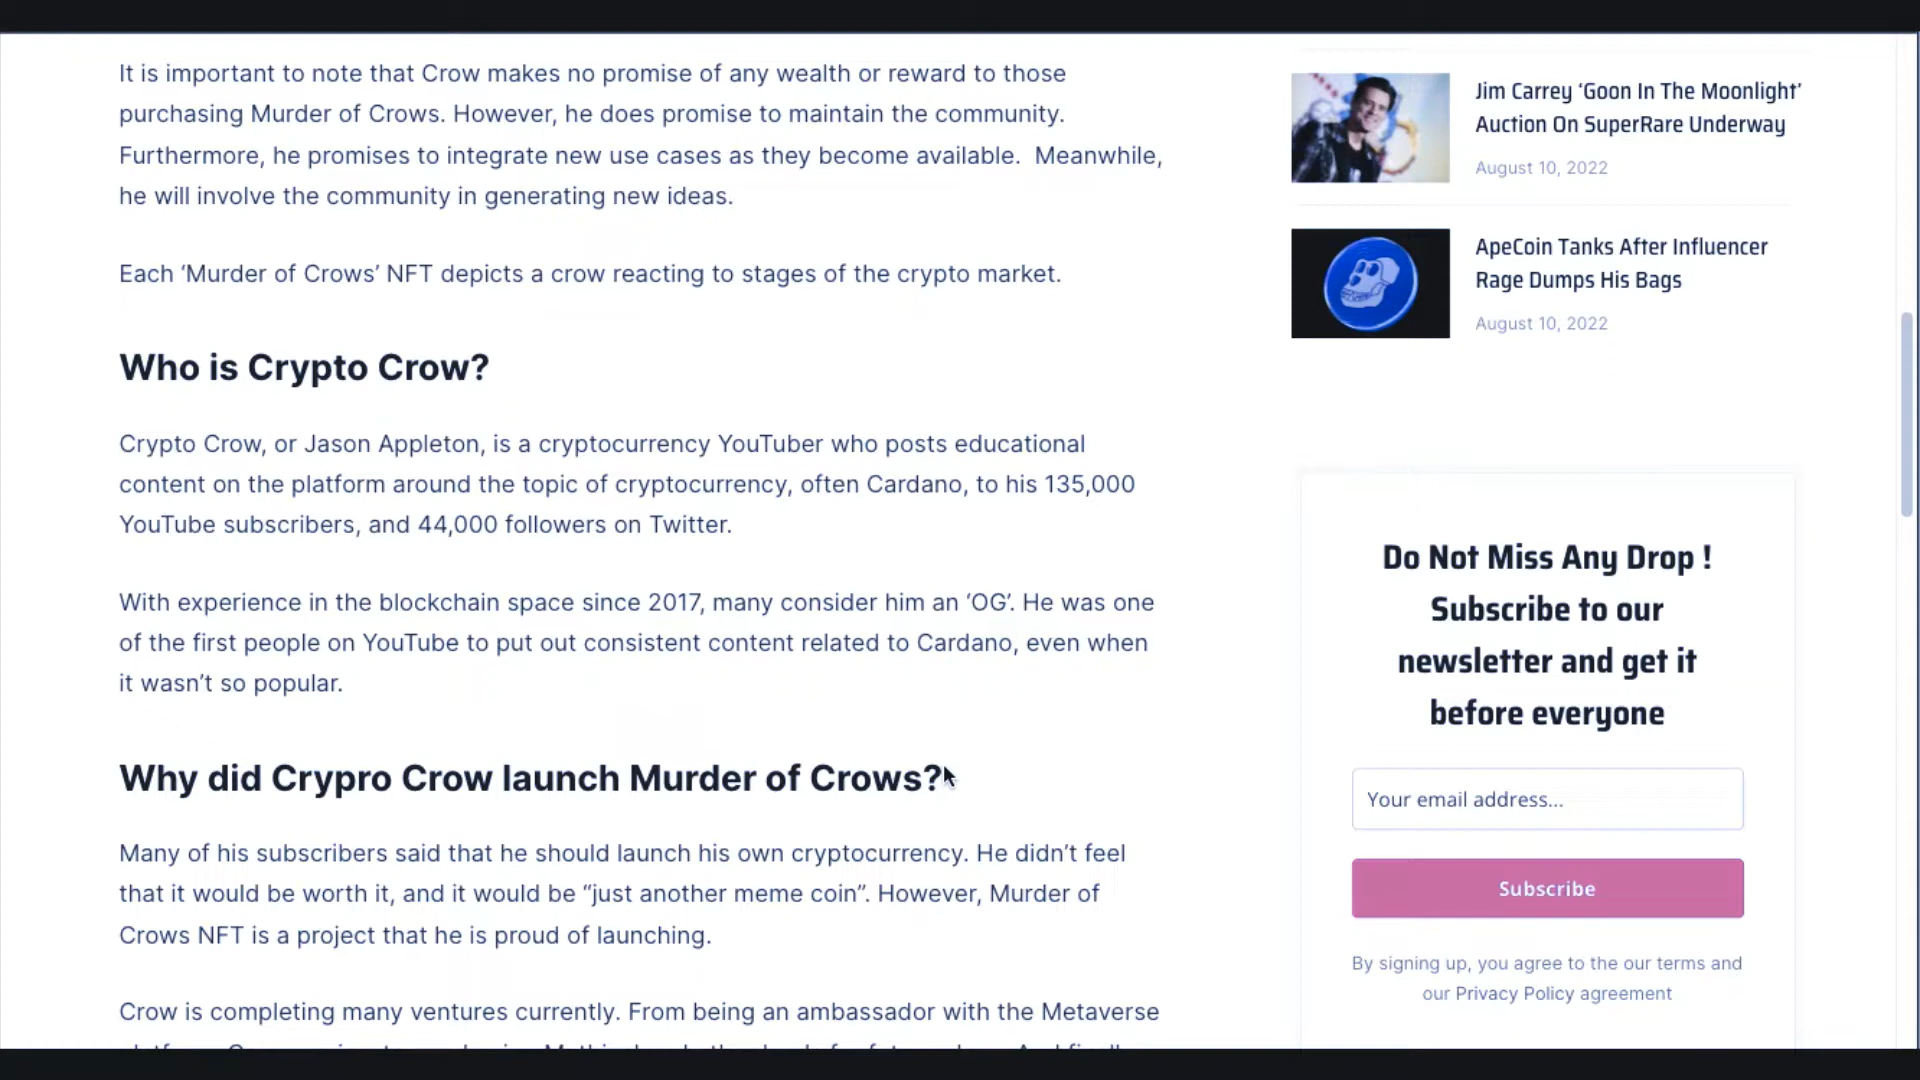 It is important to note that Crow makes no promise of any wealth or reward to those
purchasing Murder of Crows. However, he does promise to maintain the community.
Furthermore, he promises to integrate new use cases as they become available.  Meanwhile,
he will involve the community in generating new ideas.
Each ‘Murder of Crows’ NFT depicts a crow reacting to stages of the crypto market.
Who is Crypto Crow?
Crypto Crow, or Jason Appleton, is a cryptocurrency YouTuber who posts educational
content on the platform around the topic of cryptocurrency, often Cardano, to his 135,000
YouTube subscribers, and 44,000 followers on Twitter.
With experience in the blockchain space since 2017, many consider him an ‘OG’. He was one
of the first people on YouTube to put out consistent content related to Cardano, even when
it wasn’t so popular.
Why did Crypro Crow launch Murder of Crows?
Many of his subscribers said that he should launch his own cryptocurrency. He didn’t feel
that it would be worth it, and it would be “just another meme coin”. However, Murder of
Crows NFT is a project that he is proud of launching.
Crow is completing many ventures currently. From being an ambassador with the Metaverse
Jim Carrey ‘Goon In The Moonlight’
Auction On SuperRare Underway
August 10, 2022
ApeCoin Tanks After Influencer
Rage Dumps His Bags
August 10, 2022
Do Not Miss Any Drop !
Subscribe to our
newsletter and get it
before everyone
Your email address...
Subscribe
By signing up, you agree to the our terms and
our Privacy Policy agreement